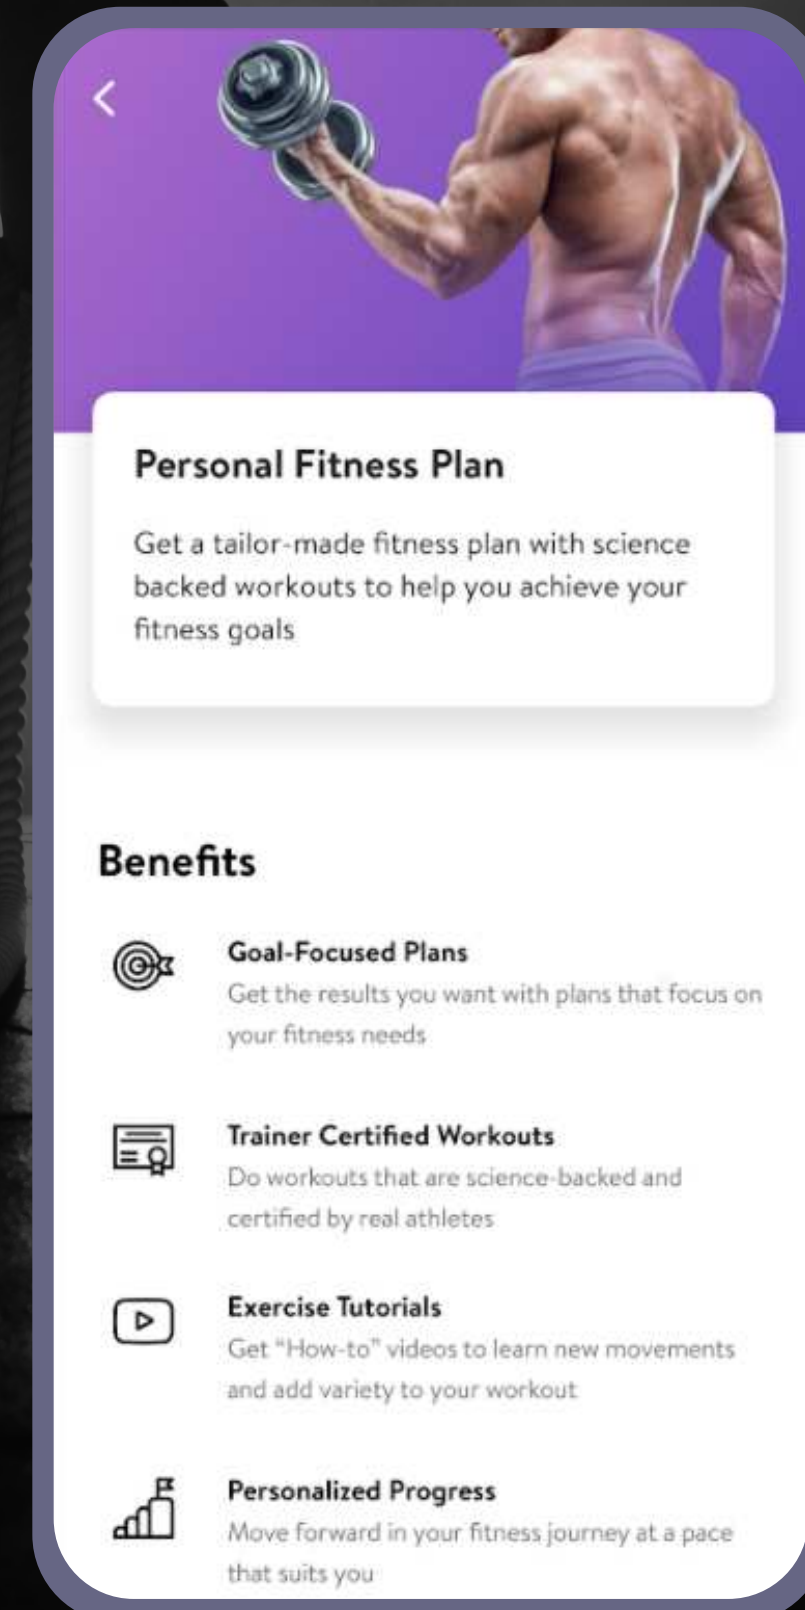 Personal Fitness Plan
Get a tailor-made fitness plan with science
backed workouts to help you achieve your
fitness goals
Benefits
Goal-Focused Plans
Get the results you want with plans that focus on
your fitness needs
Trainer Certified Workouts
Do workouts that are science-backed and
certified by real athletes
Exercise Tutorials
Get “How-to” videos to learn new movements
and add variety to your workout
Personalized Progress
Move forward in your fitness journey at a pace
that suits you